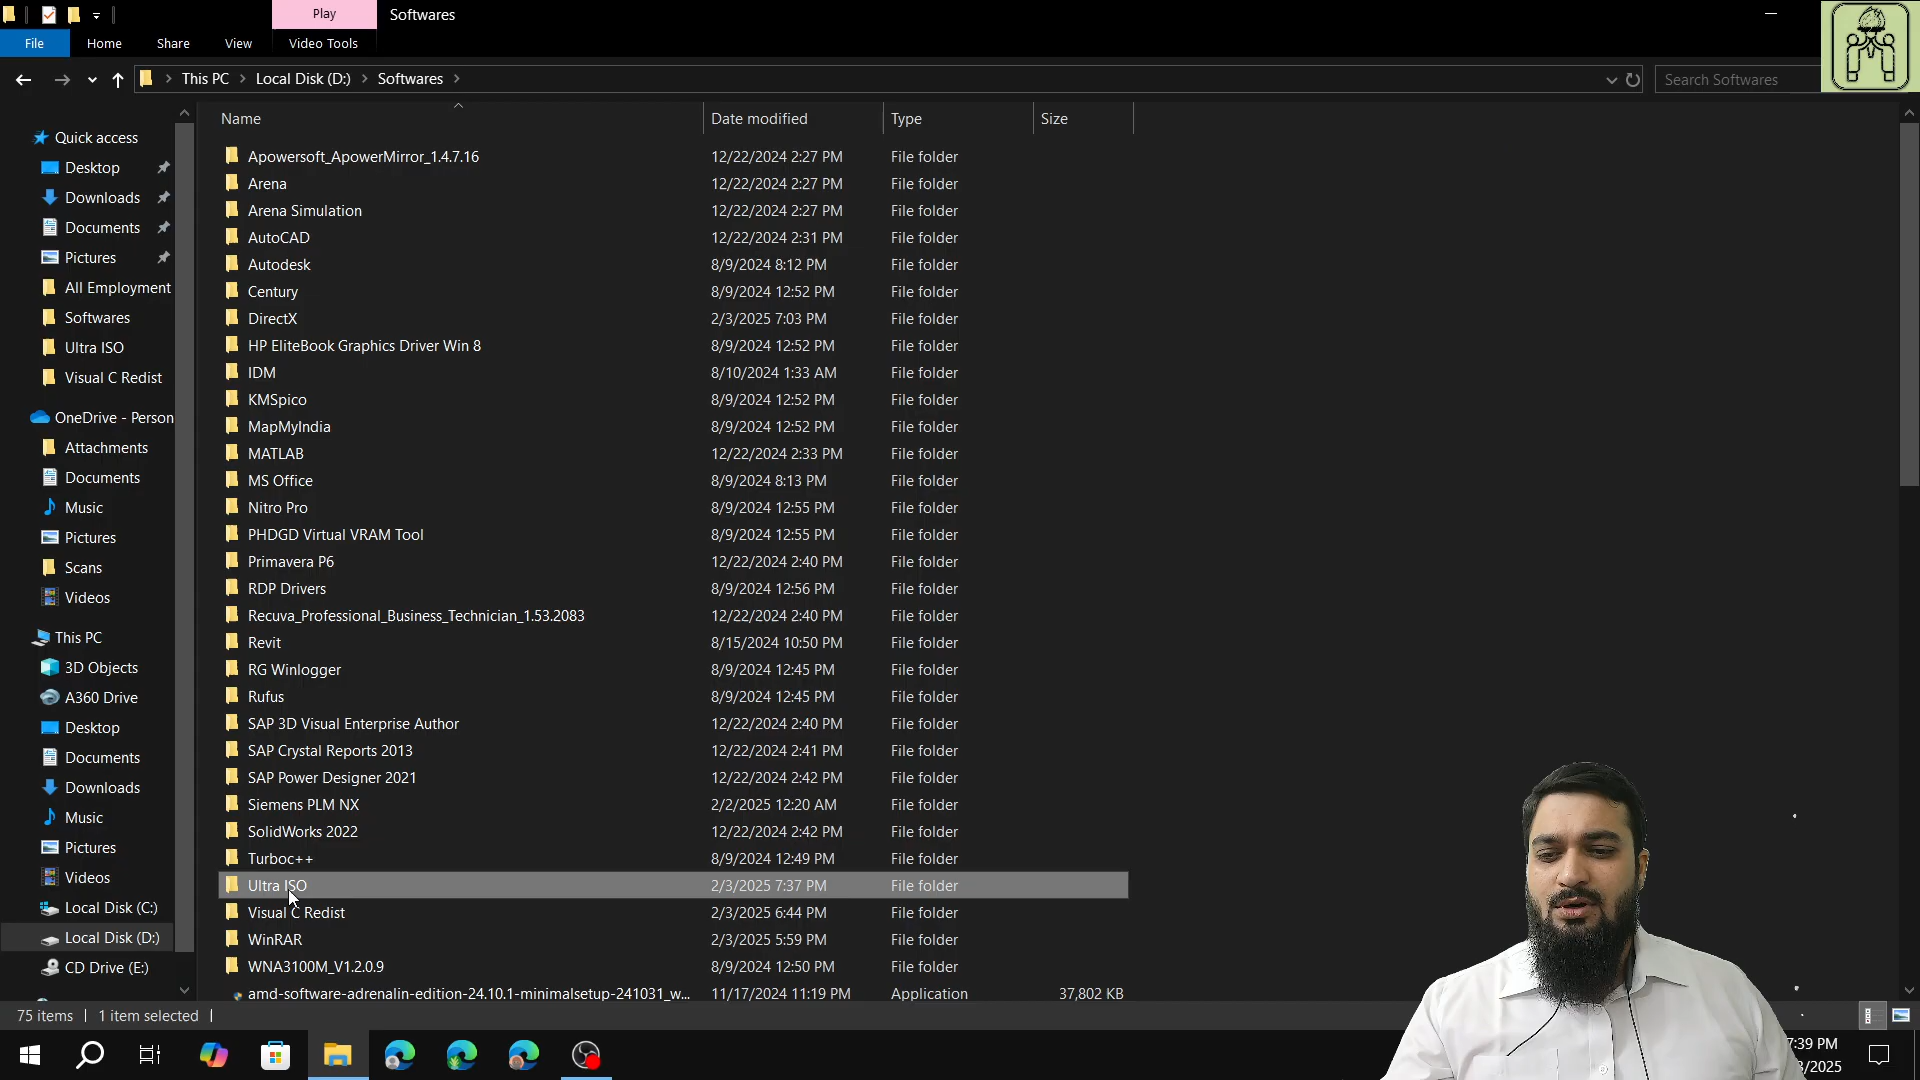 Play
Softwares
File
Home
Share
View
Video Tools
This PC
Local Disk (D:)
Softwares
Search Softwares
Name
Date modified
Type
Size
Quick access
Desktop
Downloads
Documents
Pictures
All Employment
Softwares
Ultra ISO
Visual C Redist
OneDrive - Person
Attachments
Documents
Music
Pictures
Scans
Videos
This PC
3D Objects
A360 Drive
Desktop
Documents
Downloads
Music
Pictures
Videos
Local Disk (C:)
Local Disk (D:)
CD Drive (E:)
Apowersoft_ApowerMirror_1.4.7.16 12/22/2024 2:27 PM File folder
Arena 12/22/2024 2:27 PM File folder
Arena Simulation 12/22/2024 2:27 PM File folder
AutoCAD 12/22/2024 2:31 PM File folder
Autodesk 8/9/2024 8:12 PM File folder
Century 8/9/2024 12:52 PM File folder
DirectX 2/3/2025 7:03 PM File folder
HP EliteBook Graphics Driver Win 8 8/9/2024 12:52 PM File folder
IDM 8/10/2024 1:33 AM File folder
KMSpico 8/9/2024 12:52 PM File folder
MapMyIndia 8/9/2024 12:52 PM File folder
MATLAB 12/22/2024 2:33 PM File folder
MS Office 8/9/2024 8:13 PM File folder
Nitro Pro 8/9/2024 12:55 PM File folder
PHDGD Virtual VRAM Tool 8/9/2024 12:55 PM File folder
Primavera P6 12/22/2024 2:40 PM File folder
RDP Drivers 8/9/2024 12:56 PM File folder
Recuva_Professional_Business_Technician_1.53.2083 12/22/2024 2:40 PM File folder
Revit 8/15/2024 10:50 PM File folder
RG Winlogger 8/9/2024 12:45 PM File folder
Rufus 8/9/2024 12:45 PM File folder
SAP 3D Visual Enterprise Author 12/22/2024 2:40 PM File folder
SAP Crystal Reports 2013 12/22/2024 2:41 PM File folder
SAP Power Designer 2021 12/22/2024 2:42 PM File folder
Siemens PLM NX 2/2/2025 12:20 AM File folder
SolidWorks 2022 12/22/2024 2:42 PM File folder
Turboc++ 8/9/2024 12:49 PM File folder
Ultra ISO 2/3/2025 7:37 PM File folder
Visual C Redist 2/3/2025 6:44 PM File folder
WinRAR 2/3/2025 5:59 PM File folder
WNA3100M_V1.2.0.9 8/9/2024 12:50 PM File folder
amd-software-adrenalin-edition-24.10.1-minimalsetup-241031_w... 11/17/2024 11:19 PM Application 37,802 KB
75 items 1 item selected
7:39 PM
3/2025